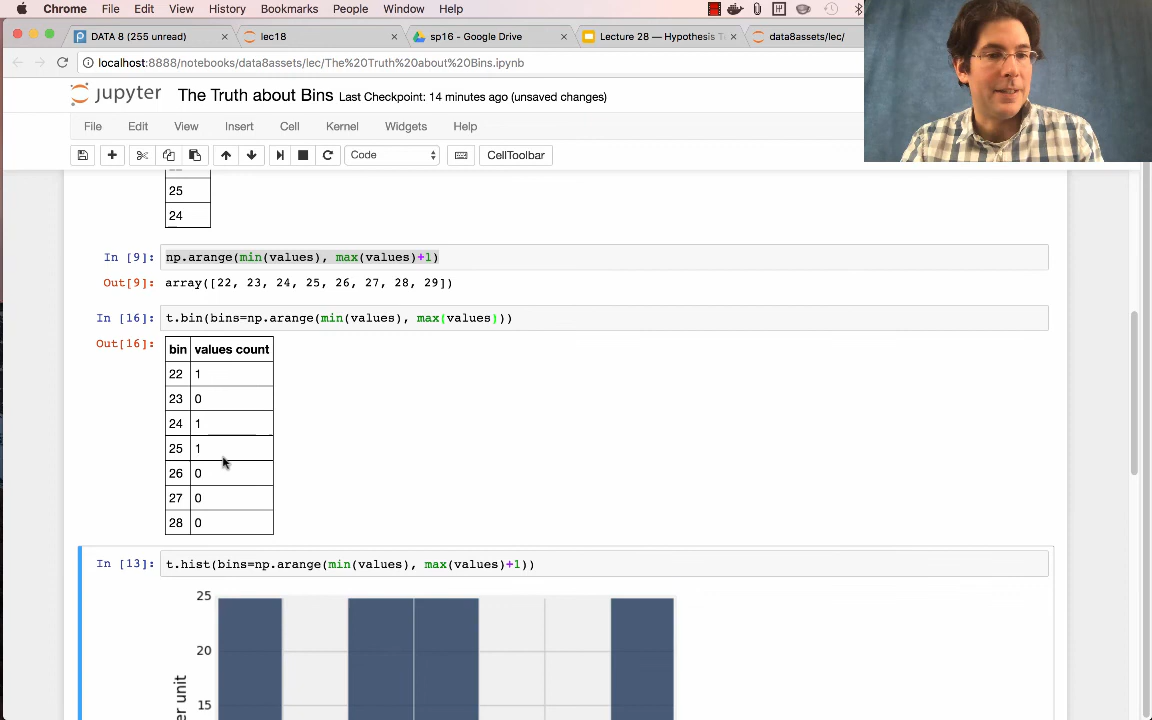 Chrome File Edit View History Bookmarks People Window Help
DATA 8 (255 unread) × lec18 × sp16 - Google Drive × Lecture 28 — Hypothesis T × data8assets/lec/
localhost:8888/notebooks/data8assets/lec/The%20Truth%20about%20Bins.ipynb
jupyter The Truth about Bins Last Checkpoint: 14 minutes ago (unsaved changes)
File Edit View Insert Cell Kernel Widgets Help
Code CellToolbar
25
24
In [9]: np.arange(min(values), max(values)+1)
Out[9]: array([22, 23, 24, 25, 26, 27, 28, 29])
In [16]: t.bin(bins=np.arange(min(values), max(values)))
Out[16]:
bin values count
22 1
23 0
24 1
25 1
26 0
27 0
28 0
In [13]: t.hist(bins=np.arange(min(values), max(values)+1))
25
20
15
er unit